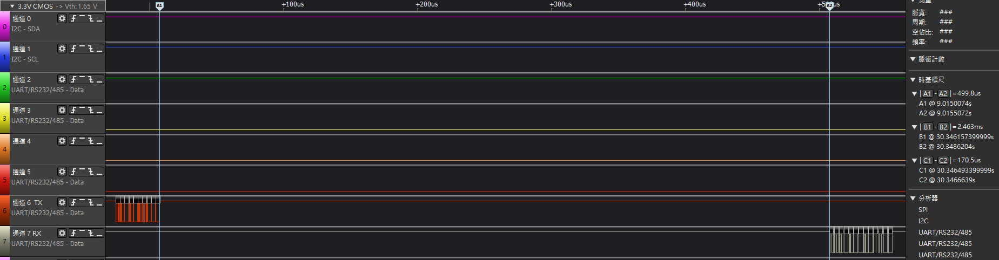 ▼ 3.3V CMOS -> Vth: 1.65 V
A1
+100us
+200us
+300us
+400us
A2
0
通道 0
I2C - SDA
1
通道 1
I2C - SCL
2
通道 2
UART/RS232/485 - Data
3
通道 3
UART/RS232/485 - Data
4
通道 4
5
通道 5
UART/RS232/485 - Data
6
通道 6 TX
UART/RS232/485 - Data
7
通道 7 RX
UART/RS232/485 - Data
▼ 測量
脈寬: ###
周期: ###
空佔比: ###
頻率: ###
▼ 脈衝計數
▼ 時基標尺
▼ | A1 - A2 | = 499.8us
A1 @ 9.0150074s
A2 @ 9.0155072s
▼ | B1 - B2 | = 2.463ms
B1 @ 30.346157399999s
B2 @ 30.3486204s
▼ | C1 - C2 | = 170.5us
C1 @ 30.346493399999s
C2 @ 30.3466639s
▼ 分析器
SPI
I2C
UART/RS232/485
UART/RS232/485
UART/RS232/485